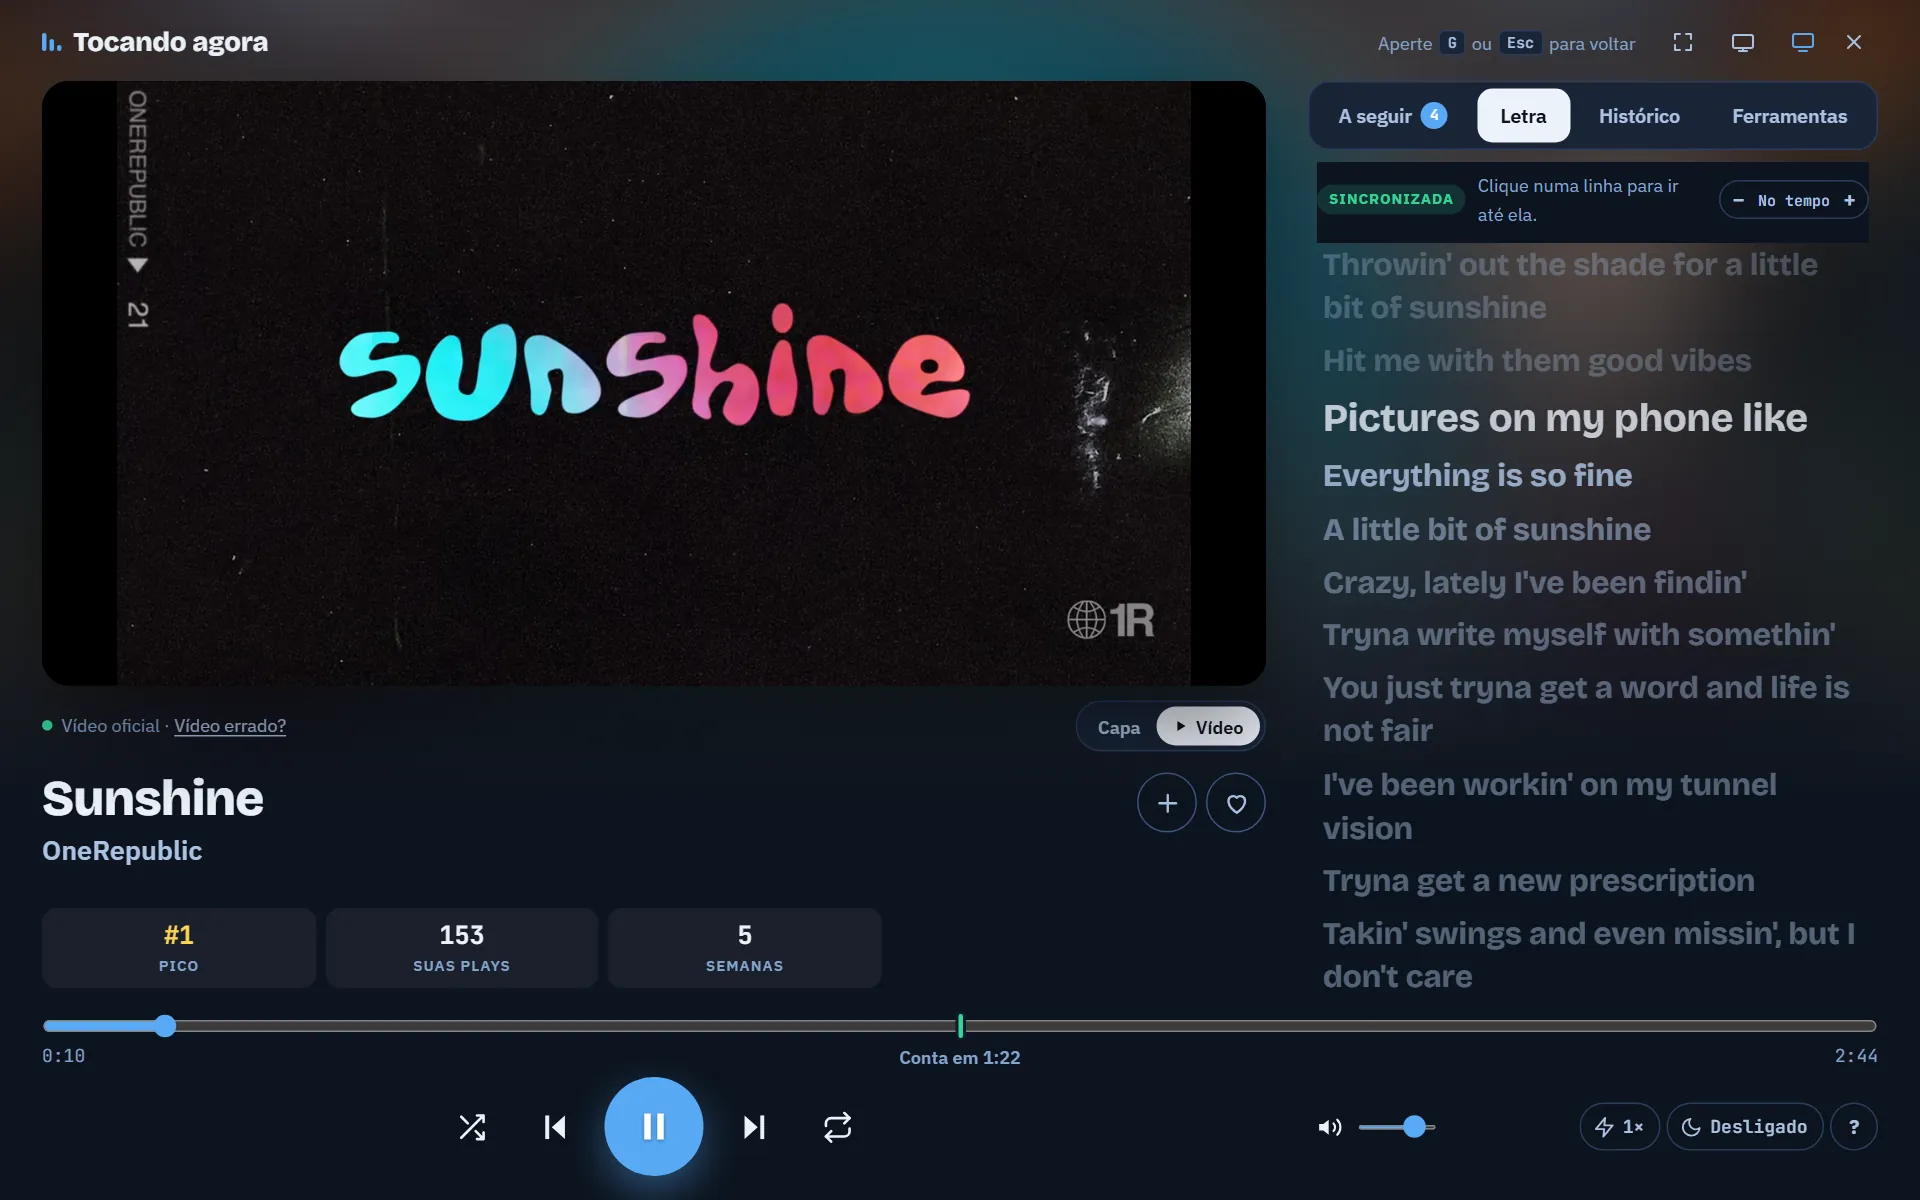 Tocando agora
Aperte G ou Esc para voltar
ONEREPUBLIC 21
sunshine
1R
A seguir 4
Letra
Histórico
Ferramentas
SINCRONIZADA
Clique numa linha para ir
até ela.
− No tempo +
Throwin' out the shade for a little
bit of sunshine
Hit me with them good vibes
Pictures on my phone like
Everything is so fine
A little bit of sunshine
Crazy, lately I've been findin'
Tryna write myself with somethin'
You just tryna get a word and life is
not fair
I've been workin' on my tunnel
vision
Tryna get a new prescription
Takin' swings and even missin', but I
don't care
Vídeo oficial · Vídeo errado?
Capa
Vídeo
Sunshine
OneRepublic
#1
PICO
153
SUAS PLAYS
5
SEMANAS
0:10
Conta em 1:22
2:44
1×
Desligado
?